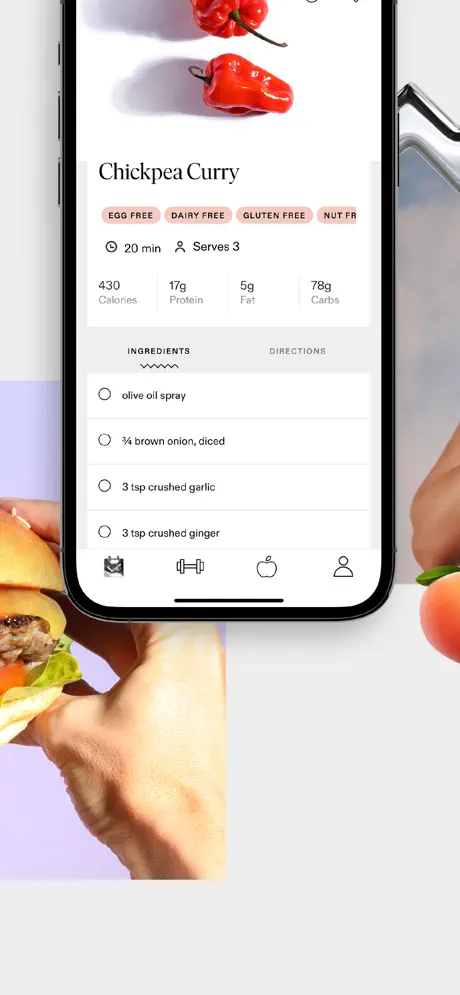 Chickpea Curry
EGG FREE DAIRY FREE GLUTEN FREE NUT FR
20 min Serves 3
430 17g 5g 78g
Calories Protein Fat Carbs
INGREDIENTS DIRECTIONS
olive oil spray
¾ brown onion, diced
3 tsp crushed garlic
3 tsp crushed ginger